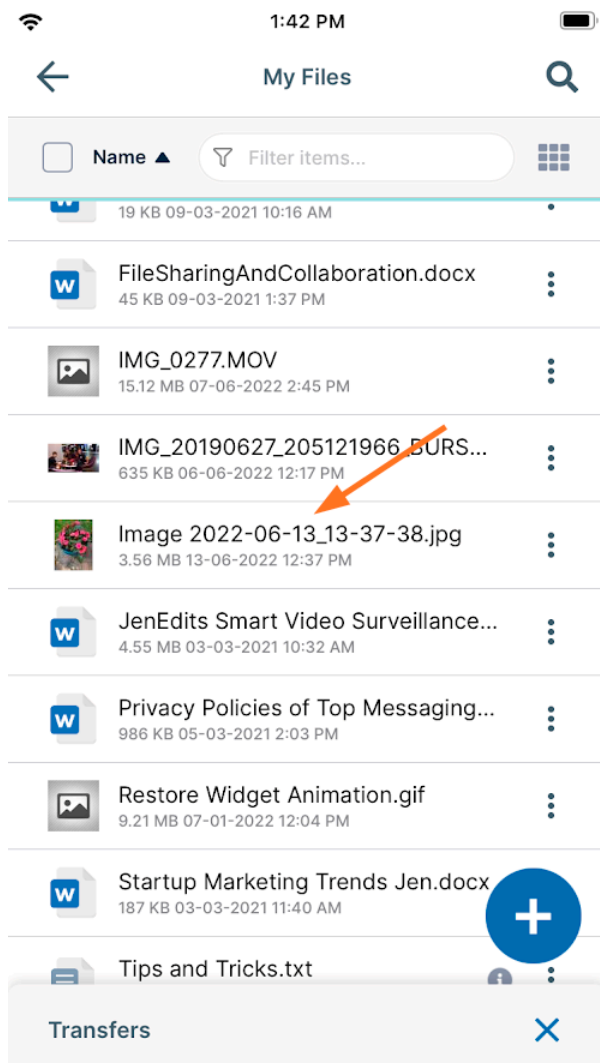 1:42 PM
My Files
Name ▲ Filter items...
19 KB 09-03-2021 10:16 AM
W FileSharingAndCollaboration.docx
45 KB 09-03-2021 1:37 PM
IMG_0277.MOV
15.12 MB 07-06-2022 2:45 PM
IMG_20190627_205121966_BURS...
635 KB 06-06-2022 12:17 PM
Image 2022-06-13_13-37-38.jpg
3.56 MB 13-06-2022 12:37 PM
W JenEdits Smart Video Surveillance...
4.55 MB 03-03-2021 10:32 AM
W Privacy Policies of Top Messaging...
986 KB 05-03-2021 2:03 PM
Restore Widget Animation.gif
9.21 MB 07-01-2022 12:04 PM
W Startup Marketing Trends Jen.docx
187 KB 03-03-2021 11:40 AM
Tips and Tricks.txt
Transfers